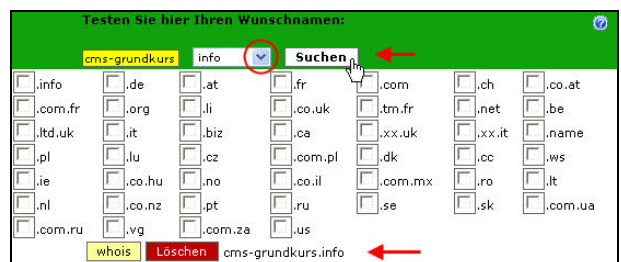 Testen Sie hier Ihren Wunschnamen:
cms-grundkurs info Suchen
.info .de .at .fr .com .ch .co.at
.com.fr .org .li .co.uk .tm.fr .net .be
.ltd.uk .it .biz .ca .xx.uk .xx.it .name
.pl .lu .cz .com.pl .dk .cc .ws
.ie .co.hu .no .co.il .com.mx .ro .lt
.nl .co.nz .pt .ru .se .sk .com.ua
.com.ru .vg .com.za .us
whois Löschen cms-grundkurs.info